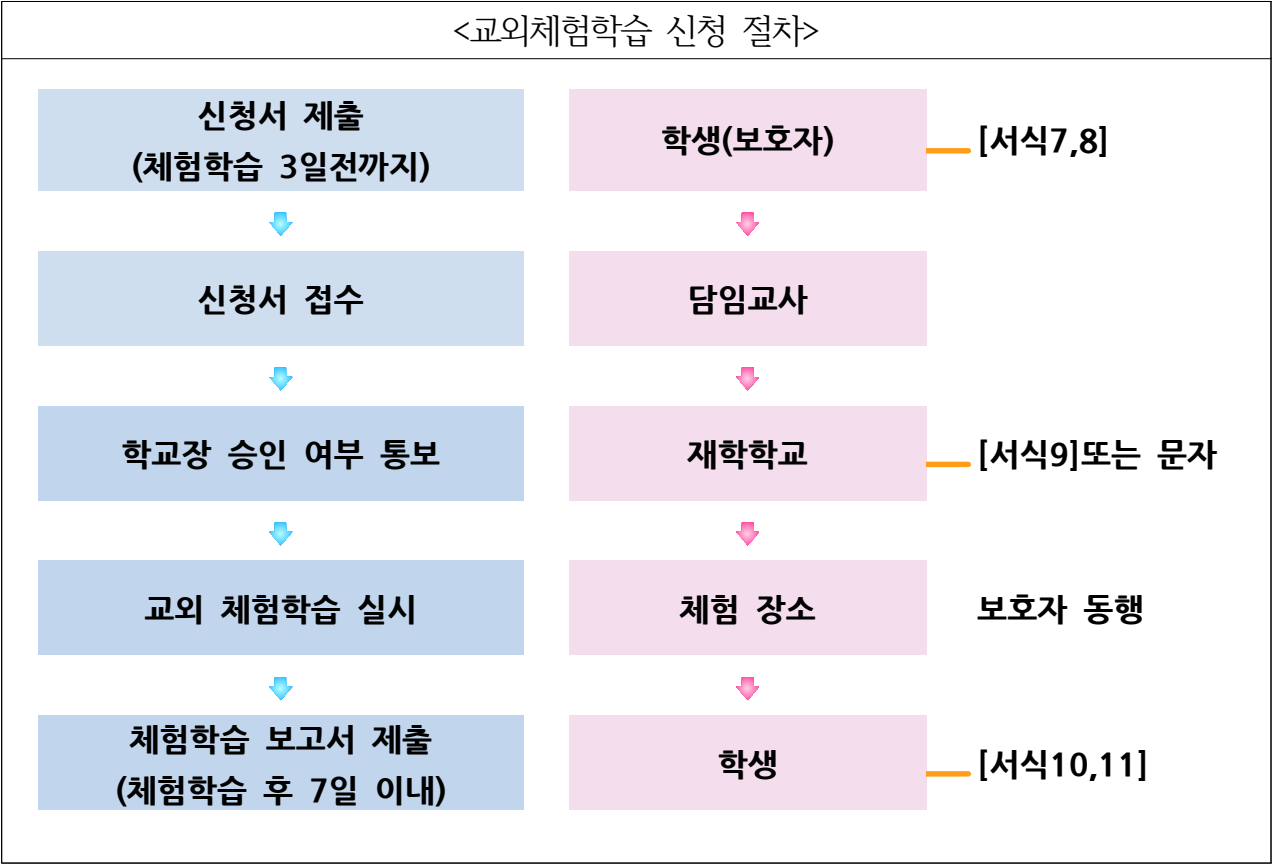 <교외체험학습 신청 절차>
신청서 제출
(체험학습 3일전까지)
학생(보호자)
[서식7,8]
신청서 접수
담임교사
학교장 승인 여부 통보
재학학교
[서식9]또는 문자
교외 체험학습 실시
체험 장소
보호자 동행
체험학습 보고서 제출
(체험학습 후 7일 이내)
학생
[서식10,11]